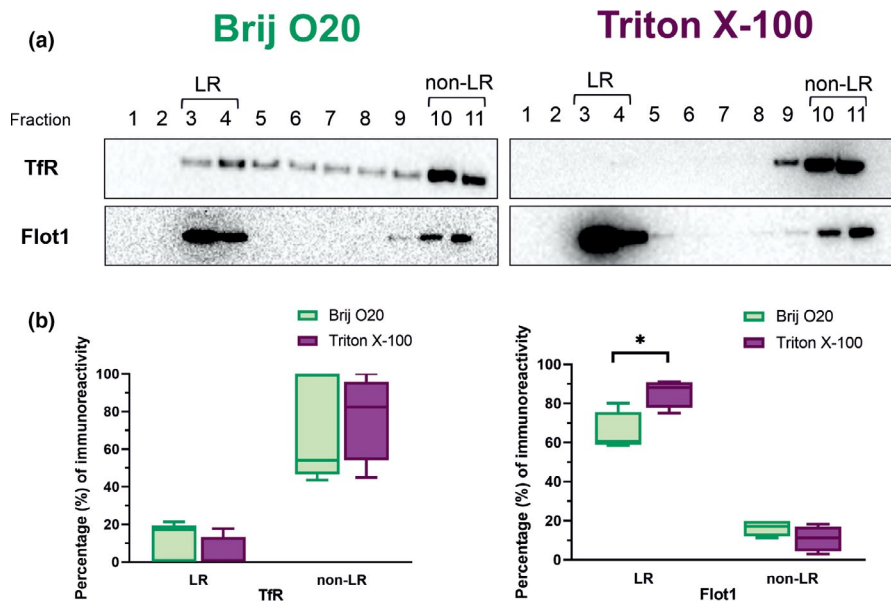 (a)
Brij O20
Triton X-100
LR
non-LR
LR
non-LR
Fraction 1 2 3 4 5 6 7 8 9 10 11
1 2 3 4 5 6 7 8 9 10 11
TfR
Flot1
(b)
Brij O20
Triton X-100
Percentage (%) of immunoreactivity
100
80
60
40
20
0
LR
non-LR
TfR
Brij O20
Triton X-100
*
Percentage (%) of immunoreactivity
100
80
60
40
20
0
LR
non-LR
Flot1